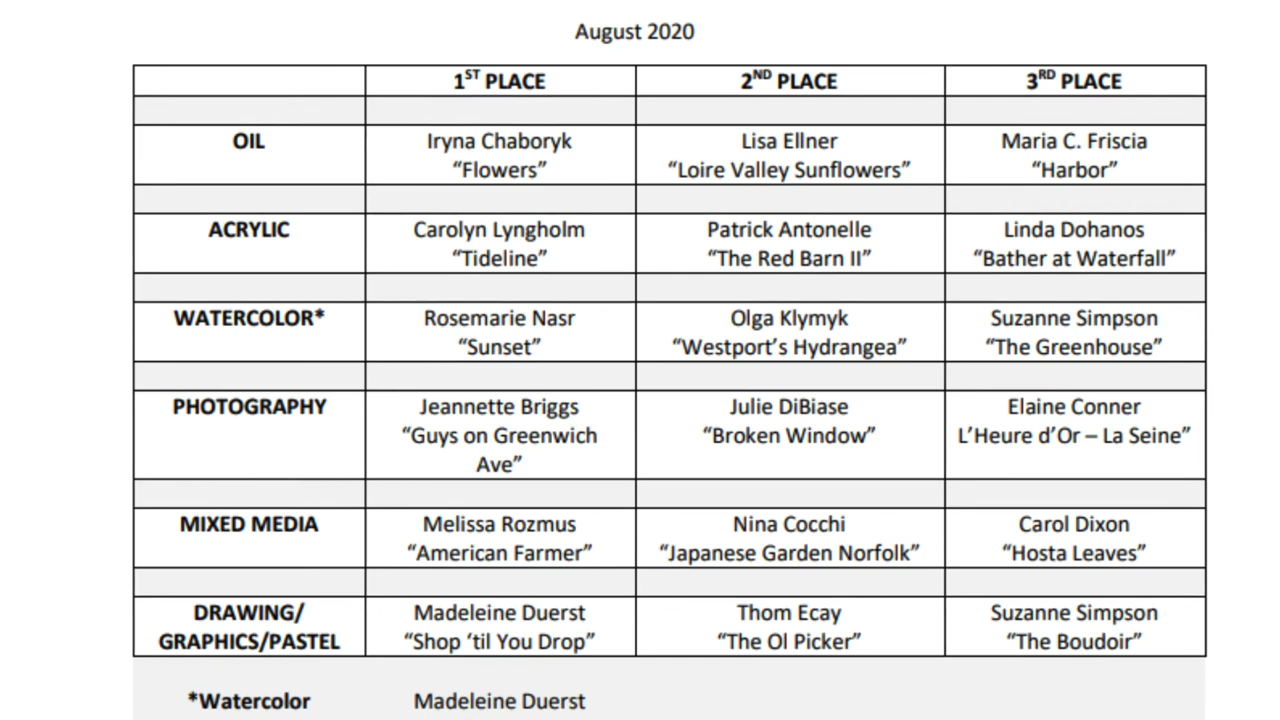 August 2020
1ST PLACE 2ND PLACE 3RD PLACE
OIL Iryna Chaboryk Lisa Ellner Maria C. Friscia
“Flowers” “Loire Valley Sunflowers” “Harbor”
ACRYLIC Carolyn Lyngholm Patrick Antonelle Linda Dohanos
“Tideline” “The Red Barn II” “Bather at Waterfall”
WATERCOLOR* Rosemarie Nasr Olga Klymyk Suzanne Simpson
“Sunset” “Westport’s Hydrangea” “The Greenhouse”
PHOTOGRAPHY Jeannette Briggs Julie DiBiase Elaine Conner
“Guys on Greenwich “Broken Window” L’Heure d’Or – La Seine”
Ave”
MIXED MEDIA Melissa Rozmus Nina Cocchi Carol Dixon
“American Farmer” “Japanese Garden Norfolk” “Hosta Leaves”
DRAWING/ Madeleine Duerst Thom Ecay Suzanne Simpson
GRAPHICS/PASTEL “Shop ‘til You Drop” “The Ol Picker” “The Boudoir”
*Watercolor Madeleine Duerst